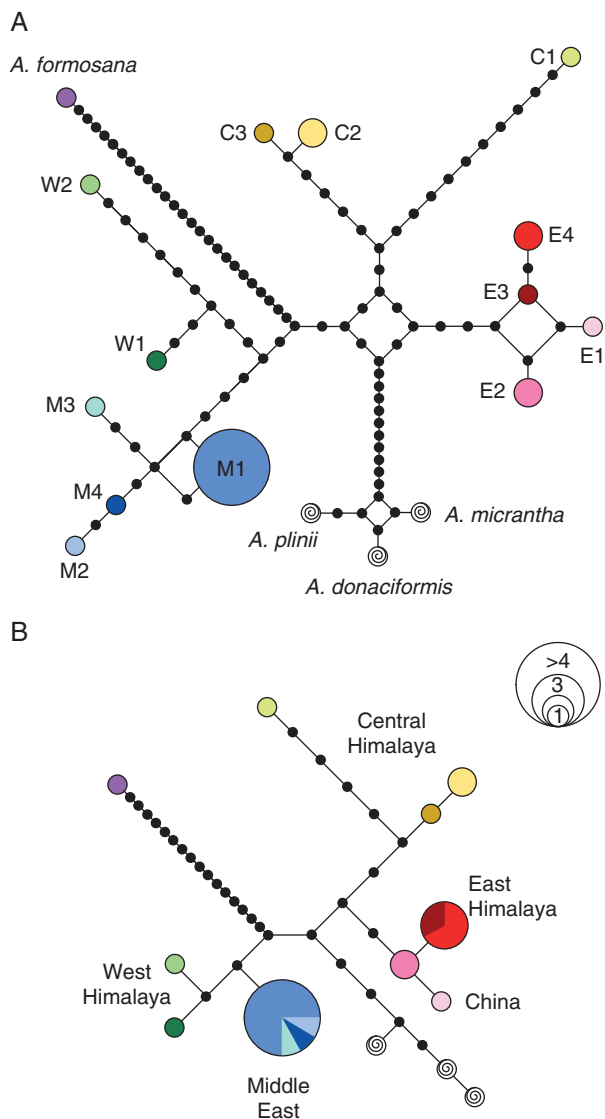 A
A. formosana
C1
C3
C2
W2
E4
E3
W1
E1
M3
E2
M1
M4
A. micrantha
A. plinii
M2
A. donaciformis
B
>4
3
1
Central
Himalaya
East
Himalaya
West
Himalaya
China
Middle
East